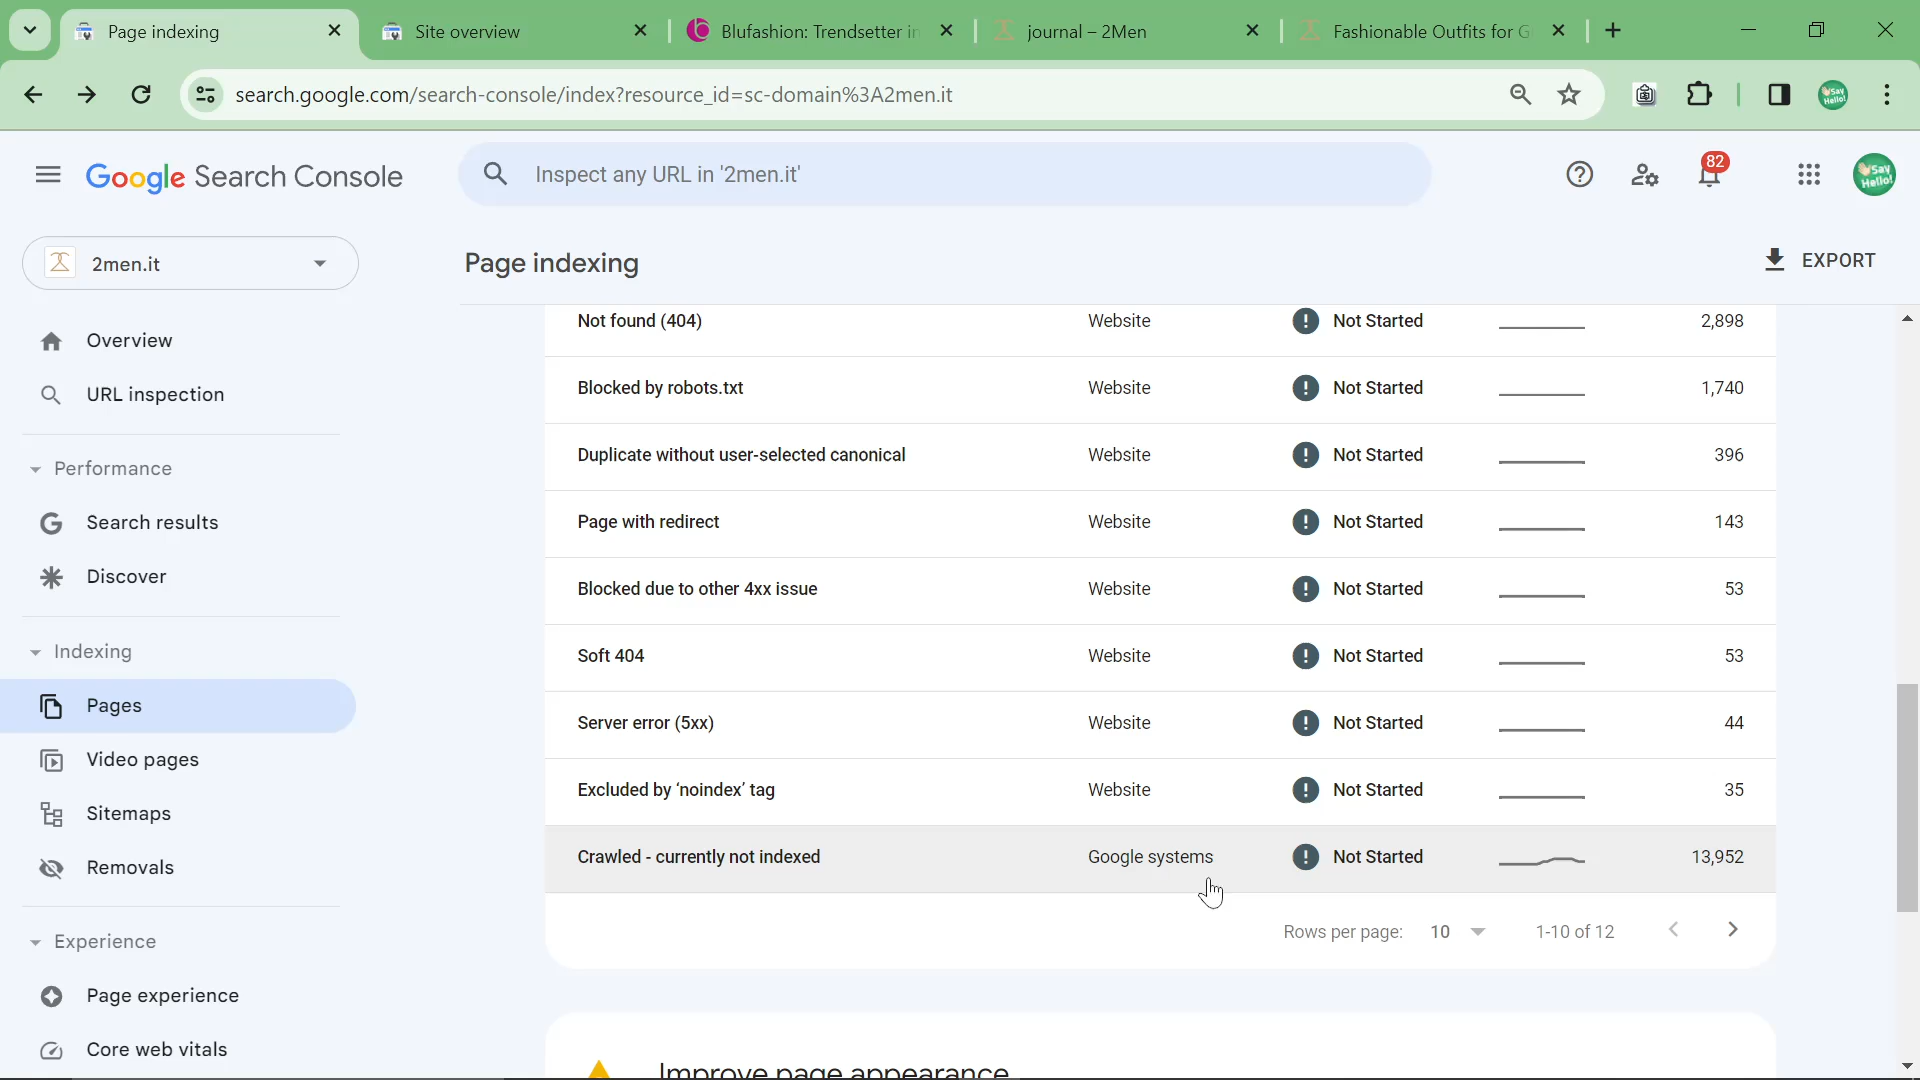 Page indexing
Site overview
Blufashion: Trendsetter in
journal – 2Men
Fashionable Outfits for G
search.google.com/search-console/index?resource_id=sc-domain%3A2men.it
Google Search Console
Inspect any URL in '2men.it'
82
Say Hello!
2men.it
Page indexing
EXPORT
Overview
URL inspection
Performance
Search results
Discover
Indexing
Pages
Video pages
Sitemaps
Removals
Experience
Page experience
Core web vitals
Not found (404) Website Not Started 2,898
Blocked by robots.txt Website Not Started 1,740
Duplicate without user-selected canonical Website Not Started 396
Page with redirect Website Not Started 143
Blocked due to other 4xx issue Website Not Started 53
Soft 404 Website Not Started 53
Server error (5xx) Website Not Started 44
Excluded by ‘noindex’ tag Website Not Started 35
Crawled - currently not indexed Google systems Not Started 13,952
Rows per page: 10 1-10 of 12
Improve page appearance